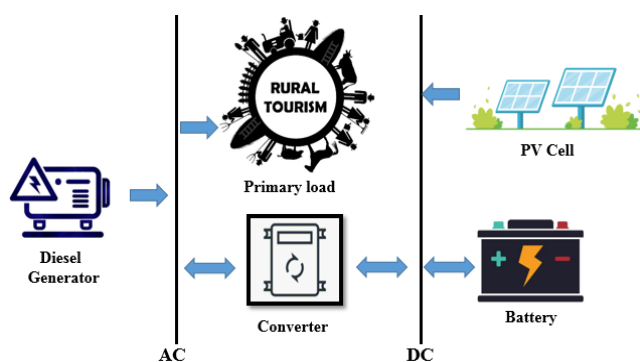 RURAL
TOURISM
Primary load
PV Cell
Diesel
Generator
Converter
Battery
AC
DC